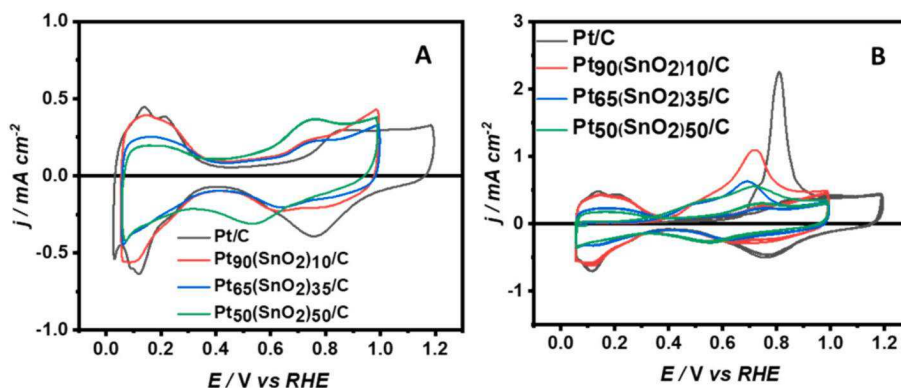 A
j / mA cm-2
1.0
0.5
0.0
-0.5
-1.0
Pt/C
Pt90(SnO2)10/C
Pt65(SnO2)35/C
Pt50(SnO2)50/C
0.0 0.2 0.4 0.6 0.8 1.0 1.2
E / V vs RHE
B
j / mA cm-2
3
2
1
0
-1
Pt/C
Pt90(SnO2)10/C
Pt65(SnO2)35/C
Pt50(SnO2)50/C
0.0 0.2 0.4 0.6 0.8 1.0 1.2
E / V vs RHE